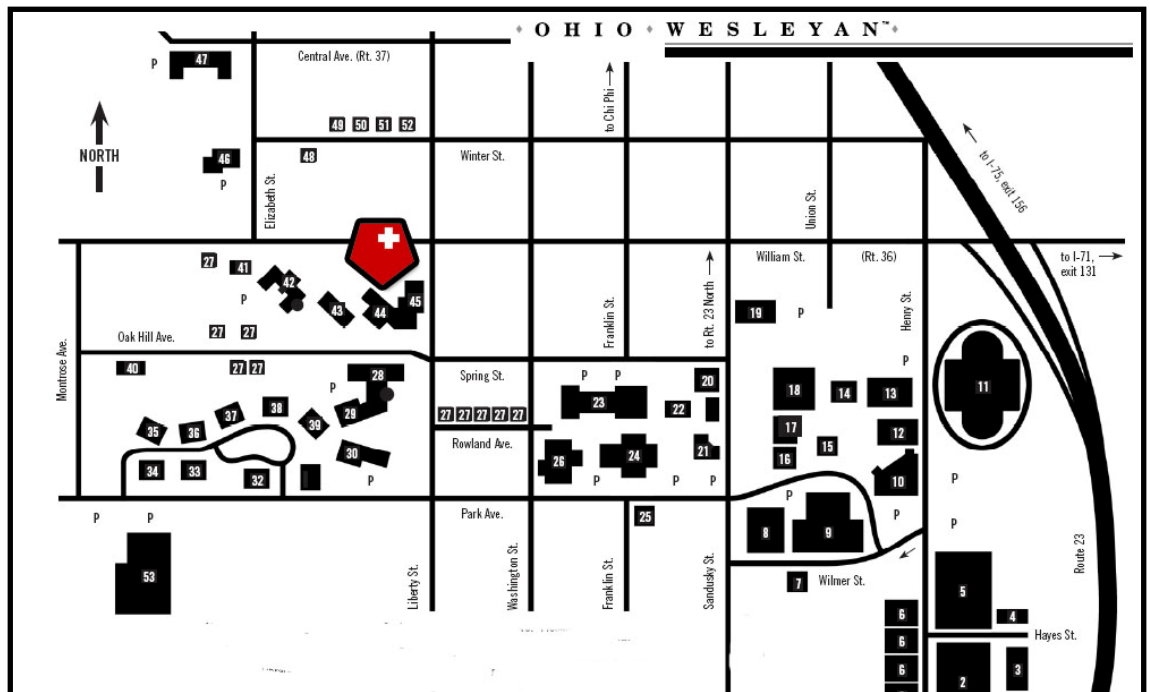 OHIO WESLEYAN™
Central Ave. (Rt. 37)
P
47
to Chi Phi
49 50 51 52
NORTH
46
48
Winter St.
P
Elizabeth St.
Union St.
to I-75, exit 156
William St.
(Rt. 36)
to I-71,
exit 131
27
41
42
P
43
44
45
Franklin St.
to Rt. 23 North
19
P
Henry St.
27
27
Oak Hill Ave.
Montrose Ave.
40
27 27
28
P
Spring St.
P
P
20
P
11
18
14
13
38
37
39
29
27 27 27 27 27
23
22
35
36
Rowland Ave.
17
12
30
26
24
21
15
16
34
33
32
P
P
P
P
10
P
P
P
Park Ave.
25
P
8
9
P
P
53
Liberty St.
Washington St.
Franklin St.
Sandusky St.
7
Wilmer St.
5
Route 23
6
4
Hayes St.
6
6
2
3